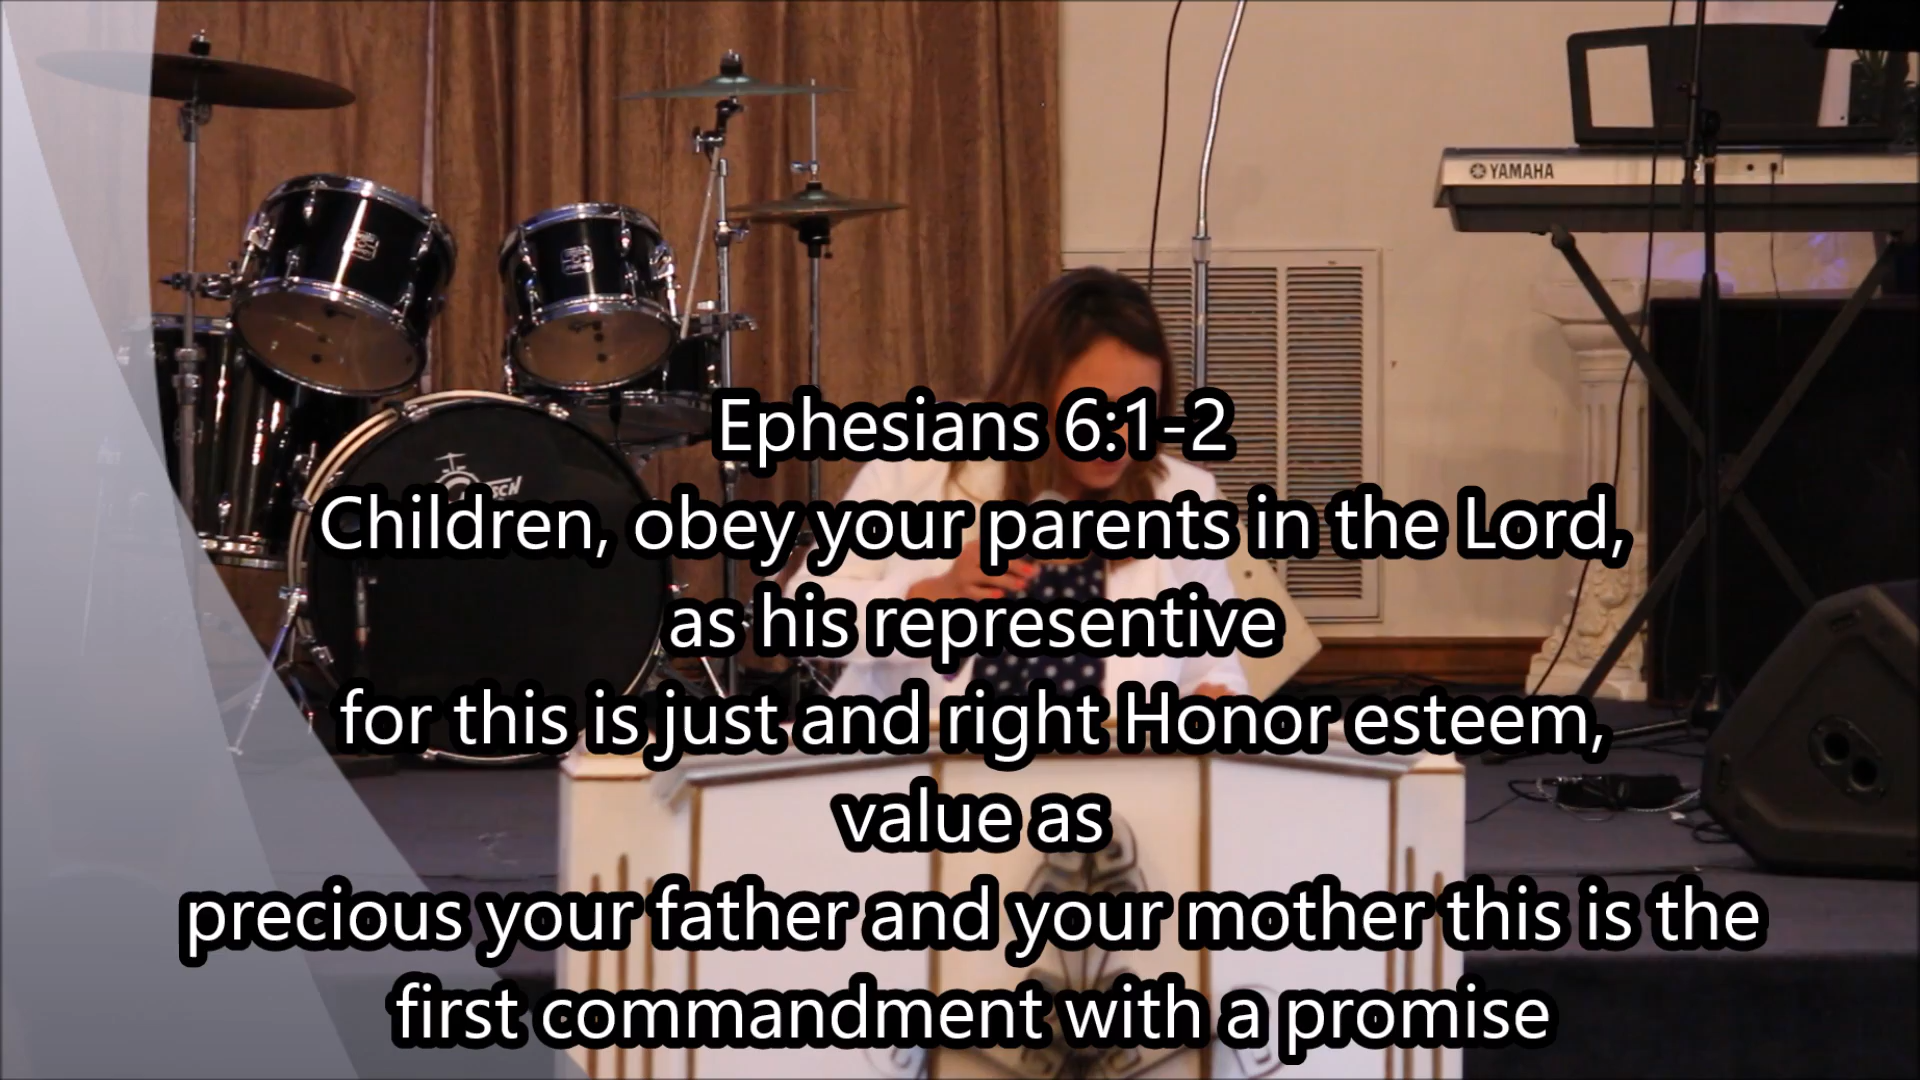 YAMAHA
Ephesians 6:1-2
Children, obey your parents in the Lord,
as his representive
for this is just and right Honor esteem,
value as
precious your father and your mother this is the
first commandment with a promise